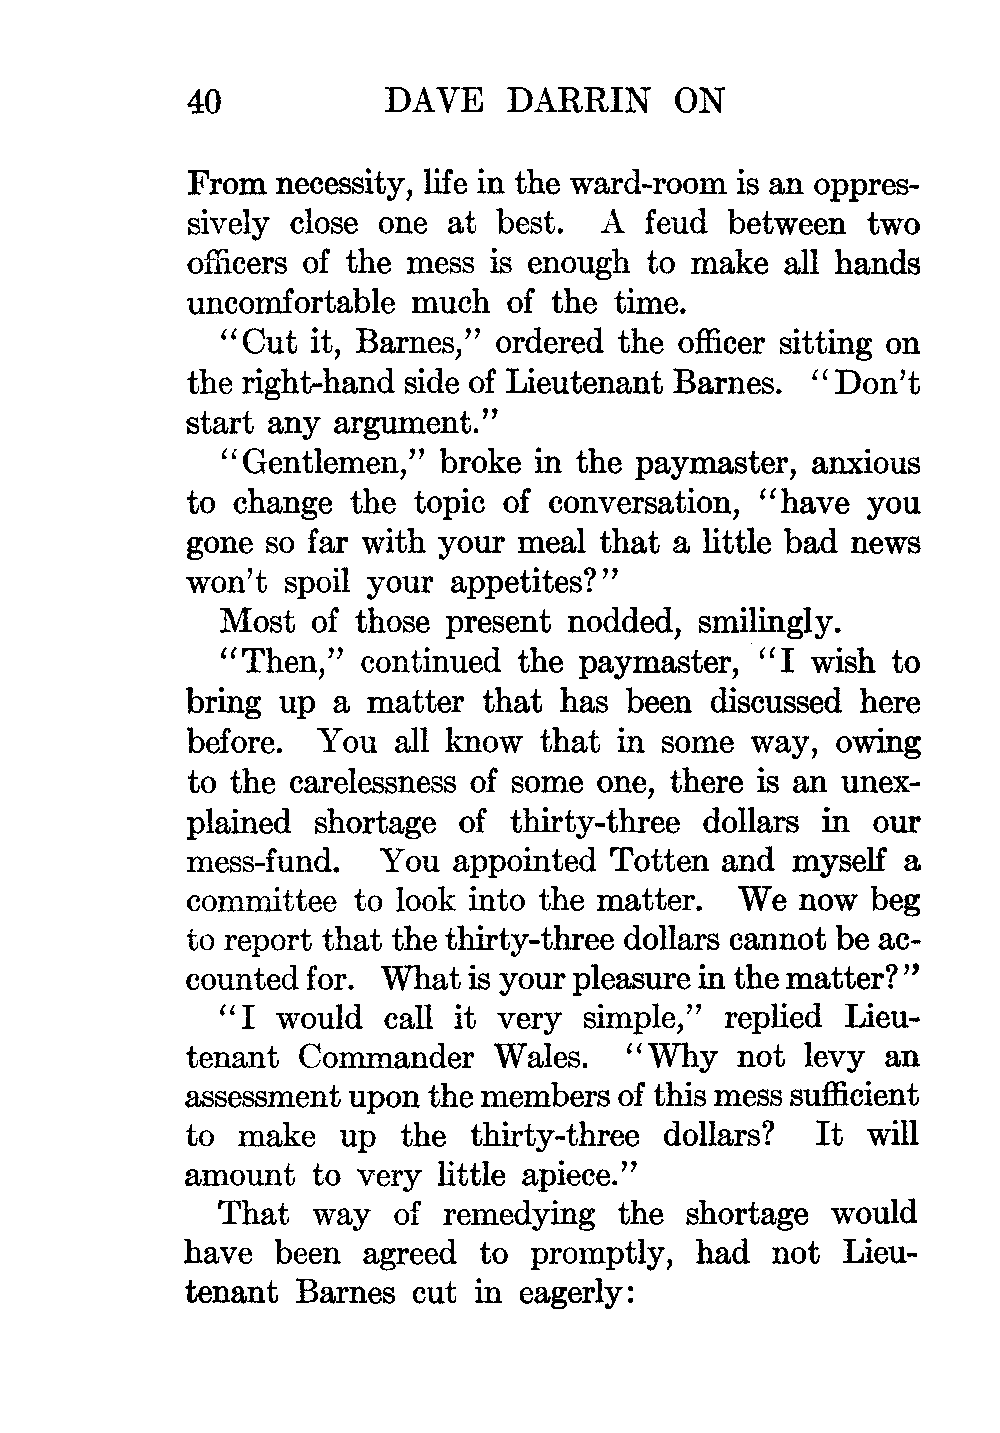 40 DAVE DARRIN ON
From necessity, life in the ward-room is an oppres-
sively close one at best. A feud between two
officers of the mess is enough to make all hands
uncomfortable much of the time.
"Cut it, Barnes," ordered the officer sitting on
the right-hand side of Lieutenant Barnes. "Don't
start any argument."
"Gentlemen," broke in the paymaster, anxious
to change the topic of conversation, "have you
gone so far with your meal that a little bad news
won't spoil your appetites?"
Most of those present nodded, smilingly.
"Then," continued the paymaster, "I wish to
bring up a matter that has been discussed here
before. You all know that in some way, owing
to the carelessness of some one, there is an unex-
plained shortage of thirty-three dollars in our
mess-fund. You appointed Totten and myself a
committee to look into the matter. We now beg
to report that the thirty-three dollars cannot be ac-
counted for. What is your pleasure in the matter?"
"I would call it very simple," replied Lieu-
tenant Commander Wales. "Why not levy an
assessment upon the members of this mess sufficient
to make up the thirty-three dollars? It will
amount to very little apiece."
That way of remedying the shortage would
have been agreed to promptly, had not Lieu-
tenant Barnes cut in eagerly: